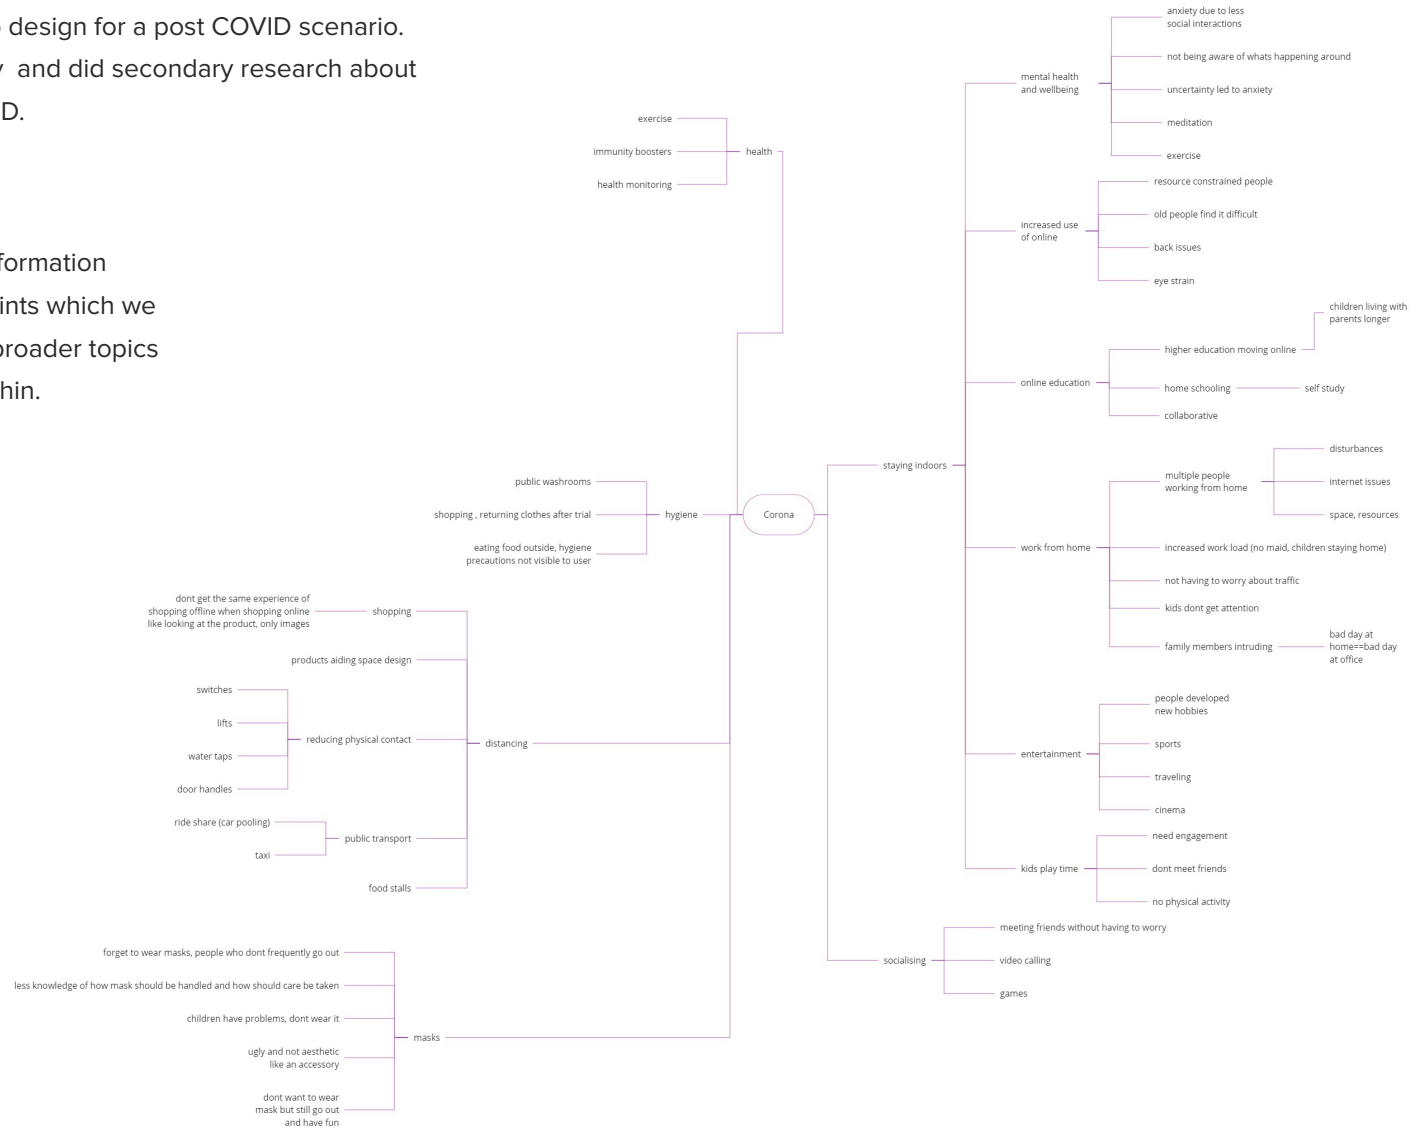 design for a post COVID scenario.
and did secondary research about
D.
formation
ints which we
broader topics
hin.
exercise
immunity boosters
health monitoring
health
public washrooms
shopping , returning clothes after trial
eating food outside, hygiene
precautions not visible to user
hygiene
dont get the same experience of
shopping offline when shopping online
like looking at the product, only images
shopping
products aiding space design
switches
lifts
water taps
door handles
reducing physical contact
ride share (car pooling)
taxi
public transport
food stalls
distancing
forget to wear masks, people who dont frequently go out
less knowledge of how mask should be handled and how should care be taken
children have problems, dont wear it
ugly and not aesthetic
like an accessory
dont want to wear
mask but still go out
and have fun
masks
Corona
staying indoors
mental health
and wellbeing
anxiety due to less
social interactions
not being aware of whats happening around
uncertainty led to anxiety
meditation
exercise
increased use
of online
resource constrained people
old people find it difficult
back issues
eye strain
online education
higher education moving online
children living with
parents longer
home schooling
self study
collaborative
work from home
multiple people
working from home
disturbances
internet issues
space, resources
increased work load (no maid, children staying home)
not having to worry about traffic
kids dont get attention
family members intruding
bad day at
home==bad day
at office
entertainment
people developed
new hobbies
sports
traveling
cinema
kids play time
need engagement
dont meet friends
no physical activity
socialising
meeting friends without having to worry
video calling
games